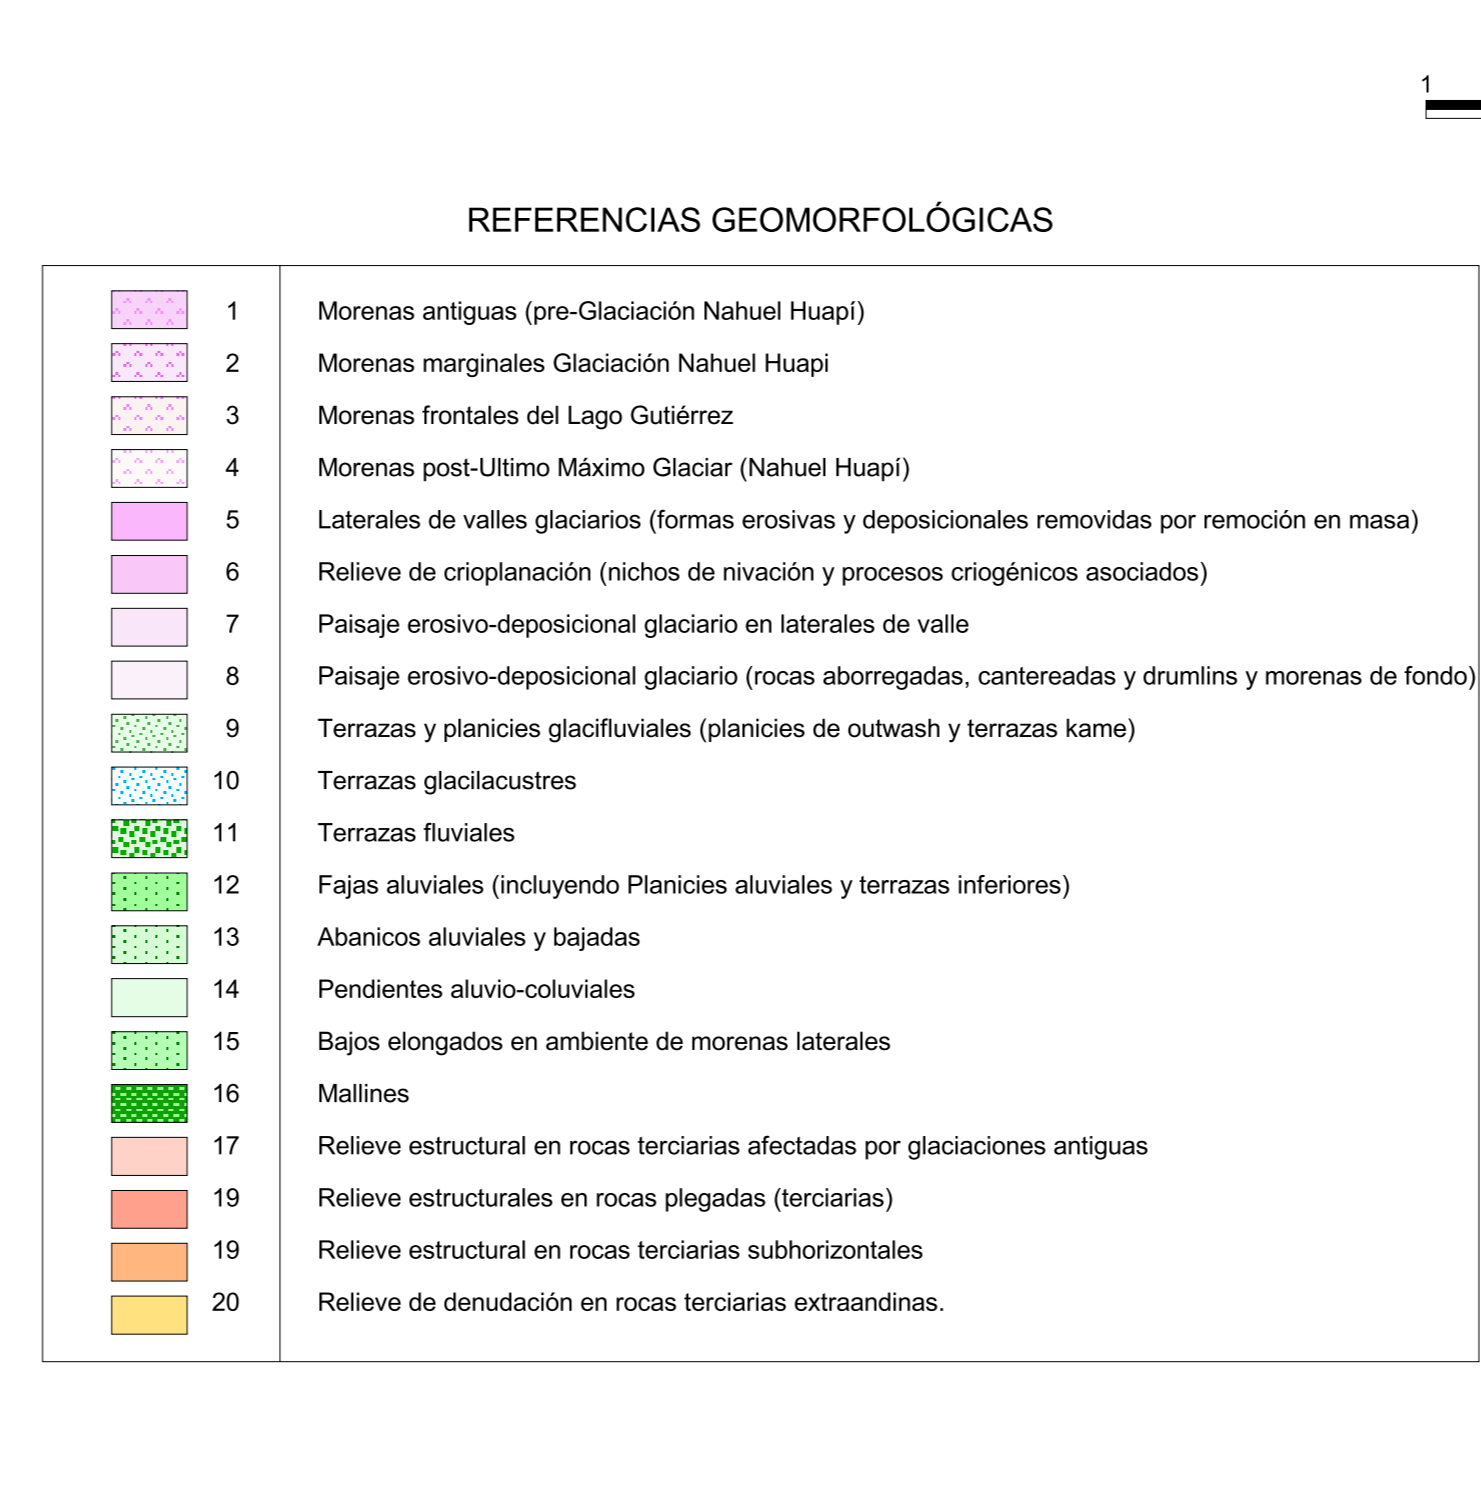 1
REFERENCIAS GEOMORFOLÓGICAS
1 Morenas antiguas (pre-Glaciación Nahuel Huapí)
2 Morenas marginales Glaciación Nahuel Huapi
3 Morenas frontales del Lago Gutiérrez
4 Morenas post-Ultimo Máximo Glaciar (Nahuel Huapí)
5 Laterales de valles glaciarios (formas erosivas y deposicionales removidas por remoción en masa)
6 Relieve de crioplanación (nichos de nivación y procesos criogénicos asociados)
7 Paisaje erosivo-deposicional glaciario en laterales de valle
8 Paisaje erosivo-deposicional glaciario (rocas aborregadas, cantereadas y drumlins y morenas de fondo)
9 Terrazas y planicies glacifluviales (planicies de outwash y terrazas kame)
10 Terrazas glacilacustres
11 Terrazas fluviales
12 Fajas aluviales (incluyendo Planicies aluviales y terrazas inferiores)
13 Abanicos aluviales y bajadas
14 Pendientes aluvio-coluviales
15 Bajos elongados en ambiente de morenas laterales
16 Mallines
17 Relieve estructural en rocas terciarias afectadas por glaciaciones antiguas
19 Relieve estructurales en rocas plegadas (terciarias)
19 Relieve estructural en rocas terciarias subhorizontales
20 Relieve de denudación en rocas terciarias extraandinas.